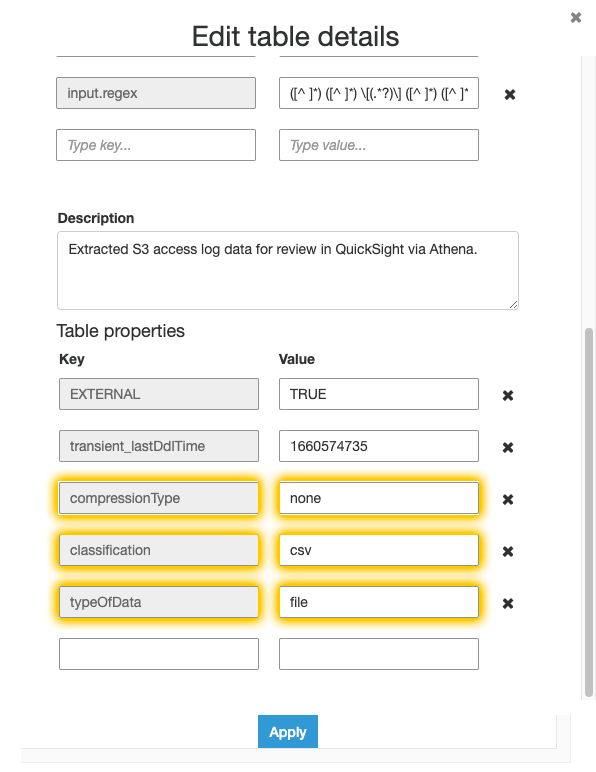 Edit table details
input.regex ([^ ]*) ([^ ]*) \[(.*?)\] ([^ ]*) ([^ ]*
Type key... Type value...
Description
Extracted S3 access log data for review in QuickSight via Athena.
Table properties
Key Value
EXTERNAL TRUE
transient_lastDdlTime 1660574735
compressionType none
classification csv
typeOfData file
Apply